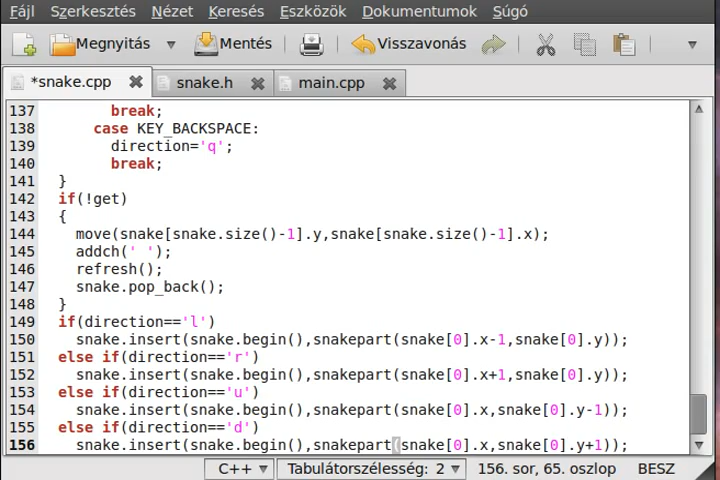 Fájl Szerkesztés Nézet Keresés Eszközök Dokumentumok Súgó
Megnyitás Mentés Visszavonás
*snake.cpp snake.h main.cpp
137 break;
138 case KEY_BACKSPACE:
139 direction='q';
140 break;
141 }
142 if(!get)
143 {
144 move(snake[snake.size()-1].y,snake[snake.size()-1].x);
145 addch(' ');
146 refresh();
147 snake.pop_back();
148 }
149 if(direction=='l')
150 snake.insert(snake.begin(),snakepart(snake[0].x-1,snake[0].y));
151 else if(direction=='r')
152 snake.insert(snake.begin(),snakepart(snake[0].x+1,snake[0].y));
153 else if(direction=='u')
154 snake.insert(snake.begin(),snakepart(snake[0].x,snake[0].y-1));
155 else if(direction=='d')
156 snake.insert(snake.begin(),snakepart(snake[0].x,snake[0].y+1));
C++ Tabulátorszélesség: 2 156. sor, 65. oszlop BESZ